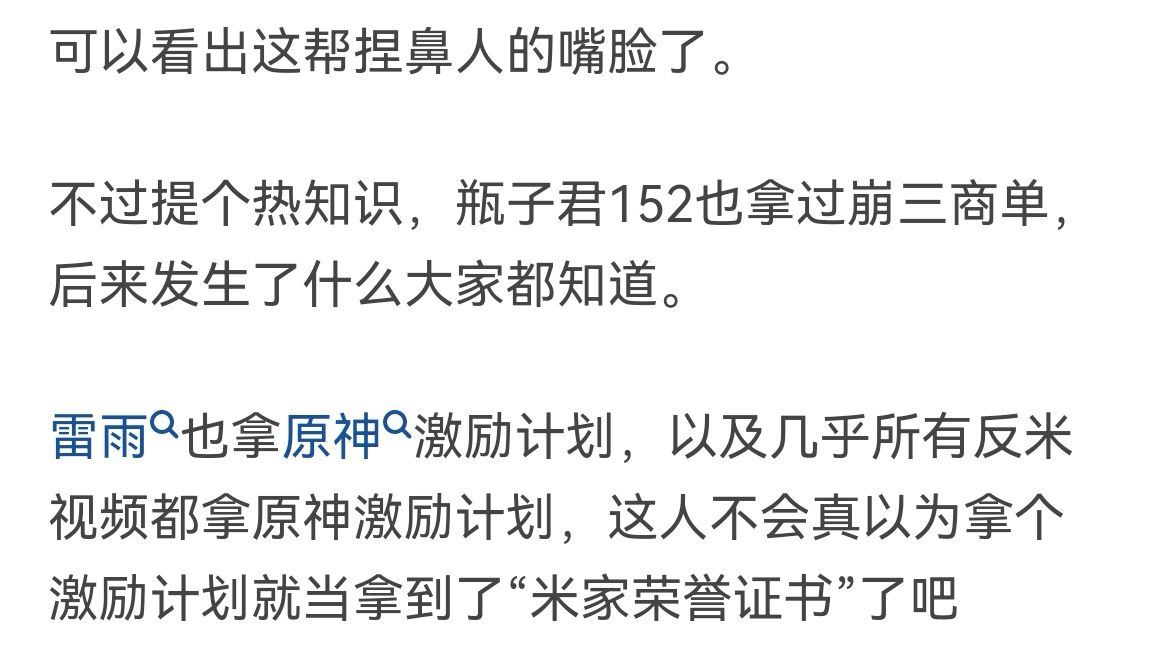 可以看出这帮捏鼻人的嘴脸了。
不过提个热知识，瓶子君152也拿过崩三商单，
后来发生了什么大家都知道。
雷雨也拿原神激励计划，以及几乎所有反米
视频都拿原神激励计划，这人不会真以为拿个
激励计划就当拿到了“米家荣誉证书”了吧